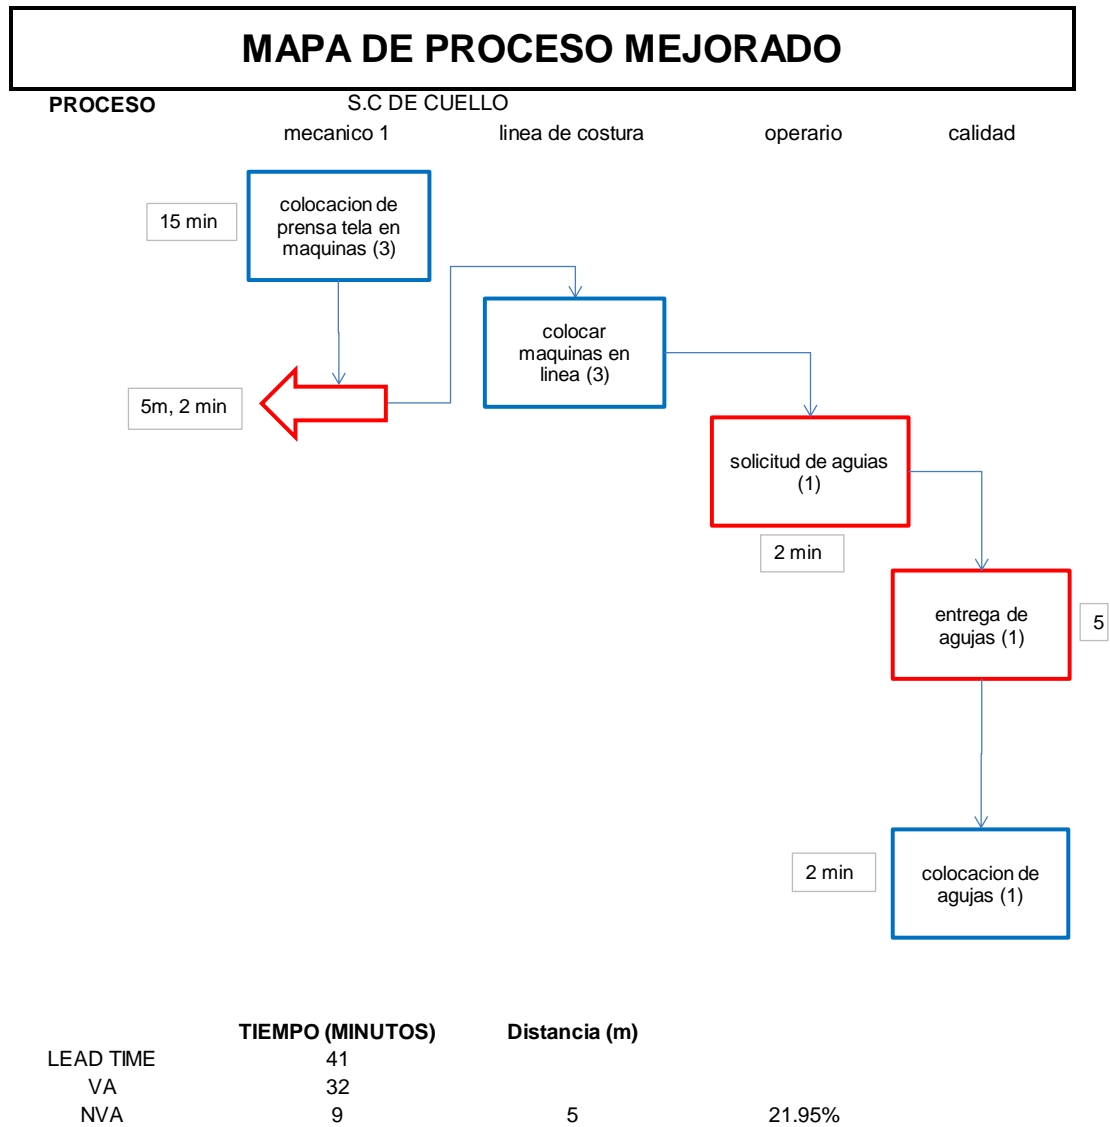 MAPA DE PROCESO MEJORADO
PROCESO S.C DE CUELLO
mecanico 1 linea de costura operario calidad
colocacion de
prensa tela en
maquinas (3)
15 min
colocar
maquinas en
linea (3)
5m, 2 min
solicitud de aguias
(1)
2 min
entrega de
agujas (1)
5
2 min
colocacion de
agujas (1)
TIEMPO (MINUTOS) Distancia (m)
LEAD TIME 41
VA 32
NVA 9 5 21.95%